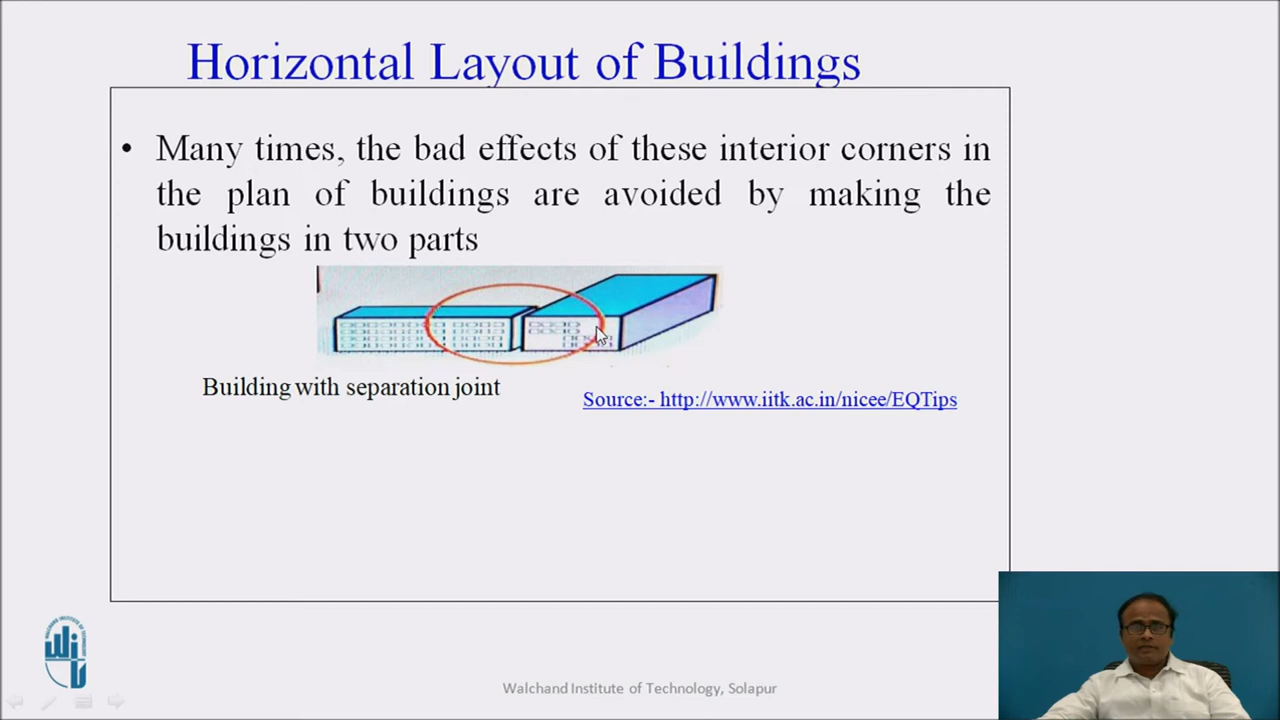 Horizontal Layout of Buildings
• Many times, the bad effects of these interior corners in
the plan of buildings are avoided by making the
buildings in two parts
Building with separation joint
Source:- http://www.iitk.ac.in/nicee/EQTips
Walchand Institute of Technology, Solapur